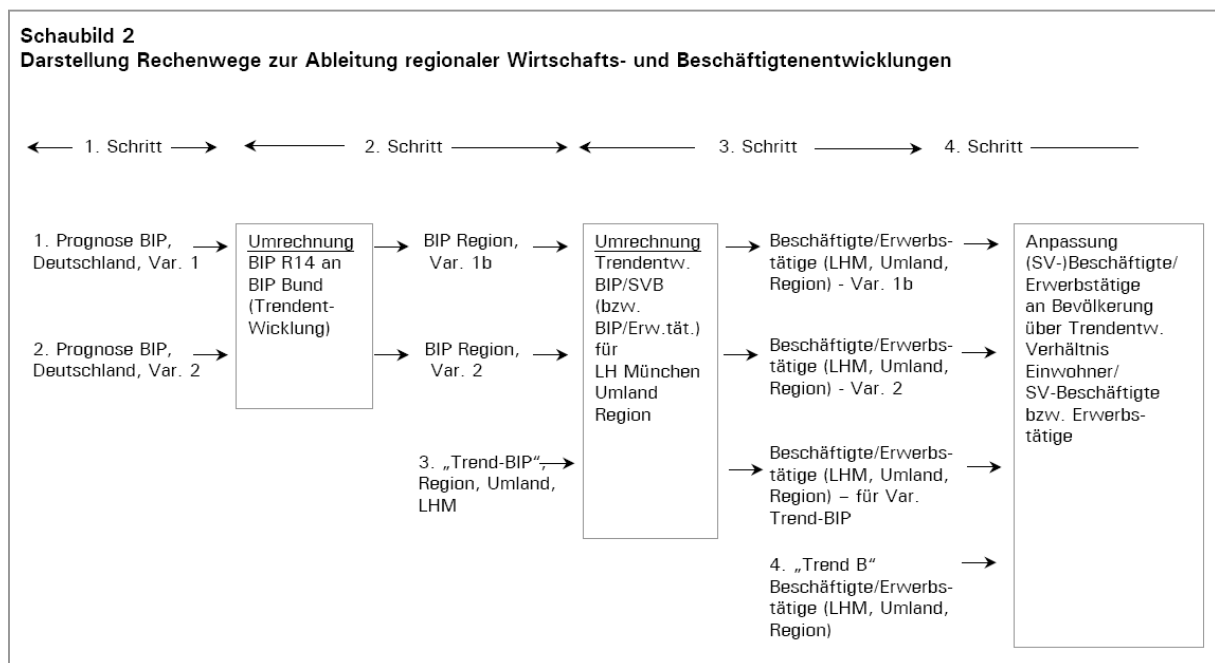 Schaubild 2
Darstellung Rechenwege zur Ableitung regionaler Wirtschafts- und Beschäftigtenentwicklungen
1. Schritt
2. Schritt
3. Schritt
4. Schritt
1. Prognose BIP,
Deutschland, Var. 1
2. Prognose BIP,
Deutschland, Var. 2
Umrechnung
BIP R14 an
BIP Bund
(Trendent-
Wicklung)
BIP Region,
Var. 1b
BIP Region,
Var. 2
3. „Trend-BIP“,
Region, Umland,
LHM
Umrechnung
Trendentw.
BIP/SVB
(bzw.
BIP/Erw.tät.)
für
LH München
Umland
Region
Beschäftigte/Erwerbs-
tätige (LHM, Umland,
Region) - Var. 1b
Beschäftigte/Erwerbs-
tätige (LHM, Umland,
Region) - Var. 2
Beschäftigte/Erwerbs-
tätige (LHM, Umland,
Region) – für Var.
Trend-BIP
4. „Trend B“
Beschäftigte/Erwerbs-
tätige (LHM, Umland,
Region)
Anpassung
(SV-)Beschäftigte/
Erwerbstätige
an Bevölkerung
über Trendentw.
Verhältnis
Einwohner/
SV-Beschäftigte
bzw. Erwerbs-
tätige